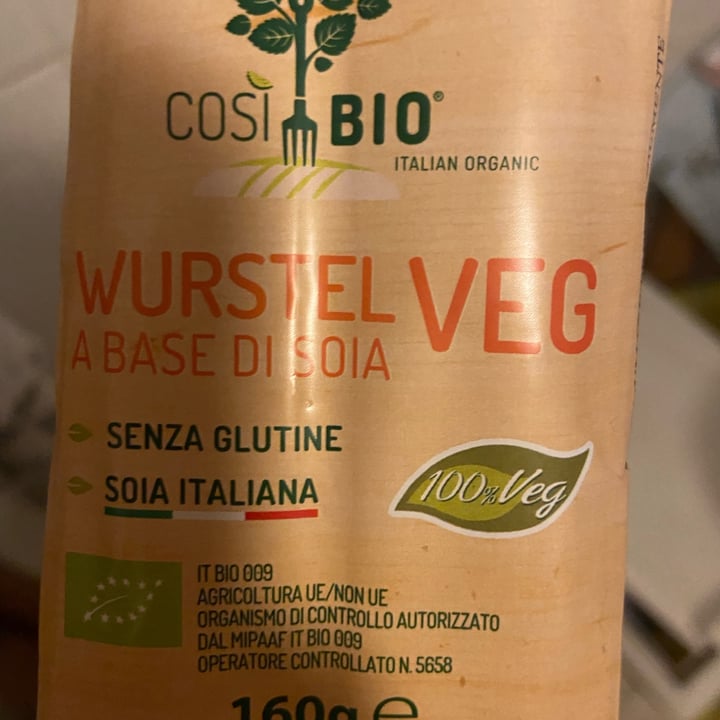 COSÌ BIO®
ITALIAN ORGANIC
WURSTEL VEG
A BASE DI SOIA
SENZA GLUTINE
SOIA ITALIANA
100% Veg
IT BIO 009
AGRICOLTURA UE/NON UE
ORGANISMO DI CONTROLLO AUTORIZZATO
DAL MIPAAF IT BIO 009
OPERATORE CONTROLLATO N. 5658
160g ℮